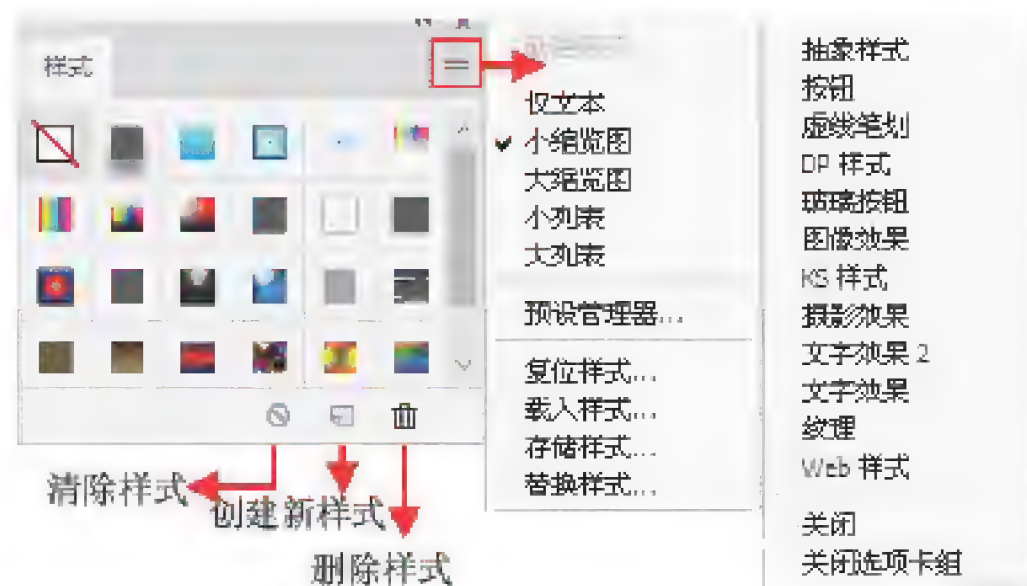 样式
清除样式
创建新样式
删除样式
仅文本
小缩览图
大缩览图
小列表
大列表
预设管理器...
复位样式...
载入样式...
存储样式...
替换样式...
抽象样式
按钮
虚线笔划
DP 样式
玻璃按钮
图像效果
KS 样式
摄影效果
文字效果 2
文字效果
纹理
Web 样式
关闭
关闭选项卡组